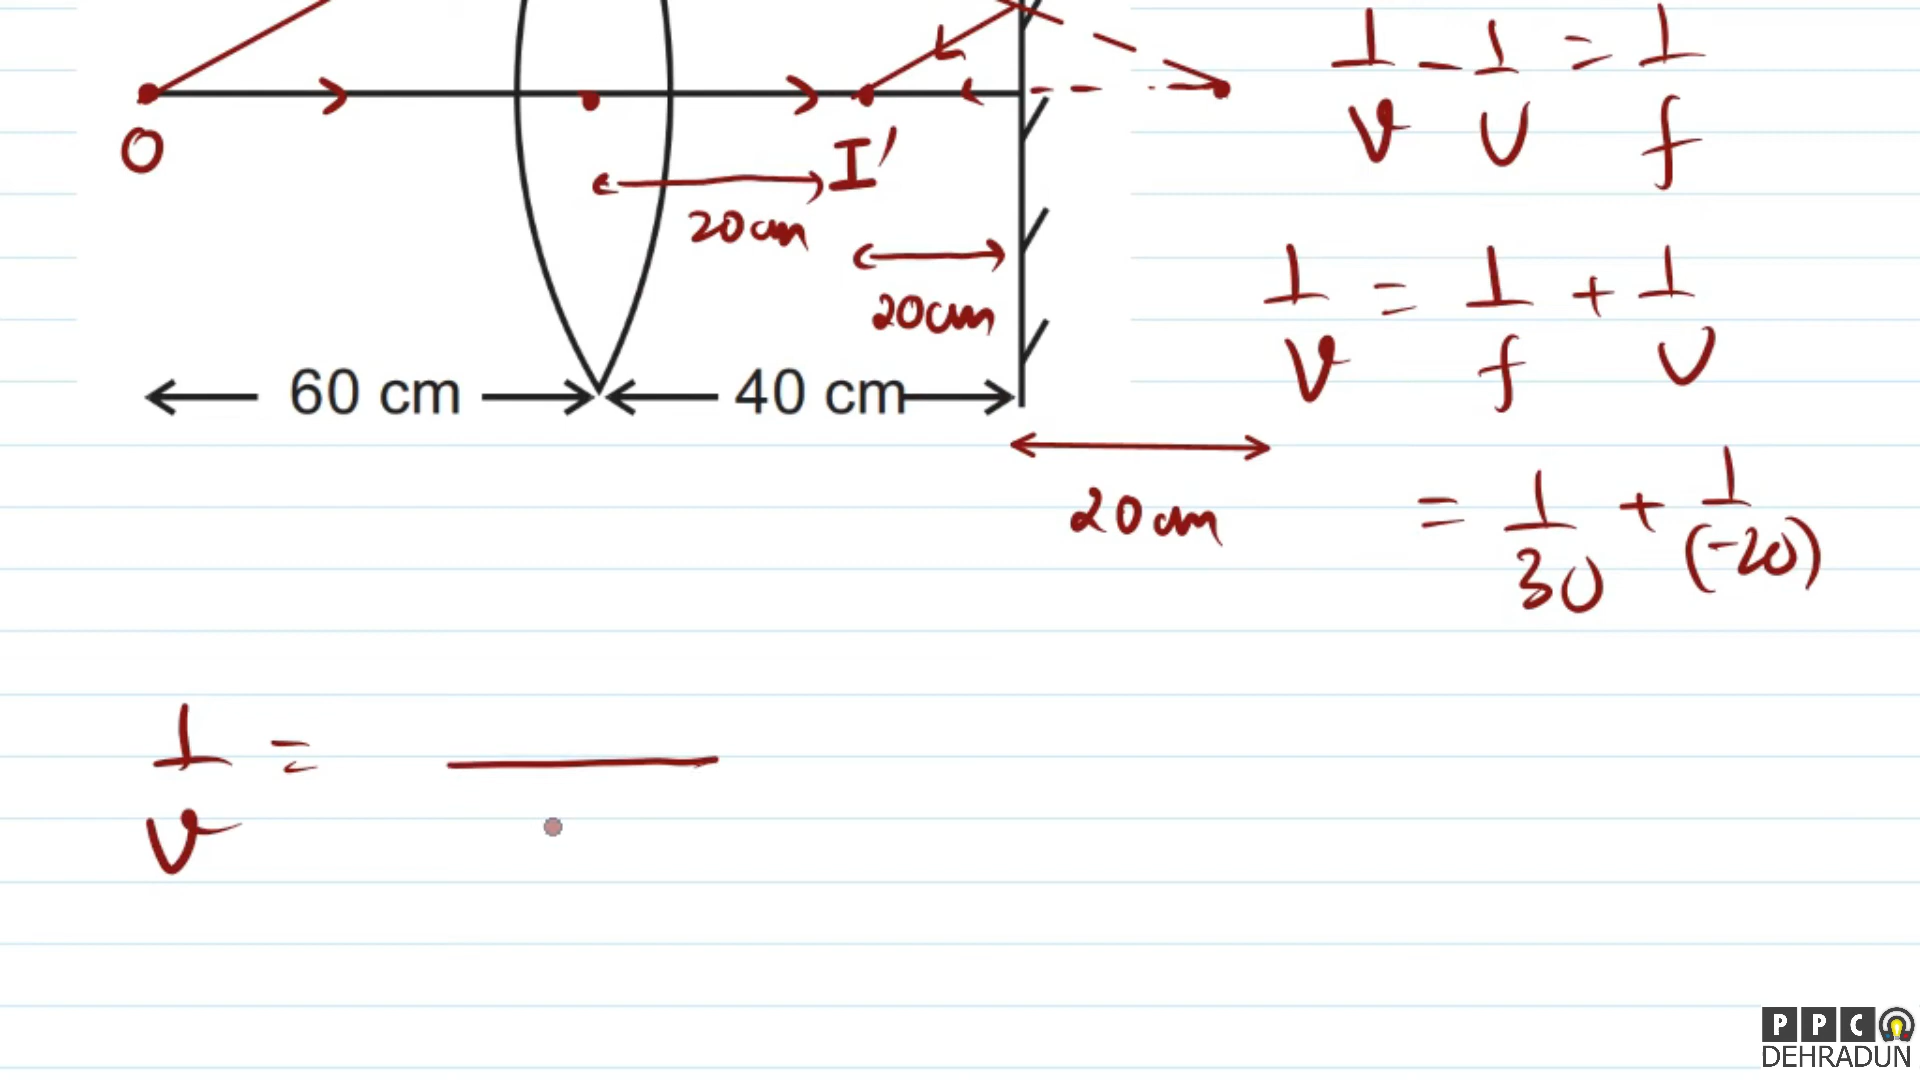 O
I′
20cm
20cm
60 cm
40 cm
20cm
1/V - 1/U = 1/f
1/V = 1/f + 1/U
= 1/30 + 1/(-20)
1/V =
PPC
DEHRADUN